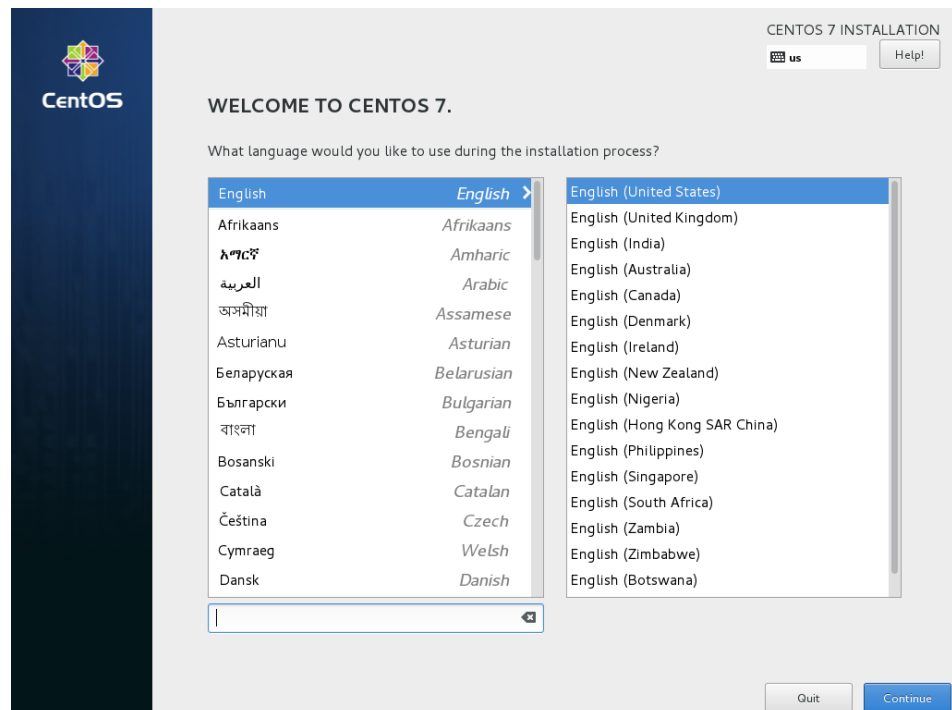 CENTOS 7 INSTALLATION
us
Help!
CentOS
WELCOME TO CENTOS 7.
What language would you like to use during the installation process?
English English
Afrikaans Afrikaans
አማርኛ Amharic
العربية Arabic
অসমীয়া Assamese
Asturianu Asturian
Беларуская Belarusian
Български Bulgarian
বাংলা Bengali
Bosanski Bosnian
Català Catalan
Čeština Czech
Cymraeg Welsh
Dansk Danish
English (United States)
English (United Kingdom)
English (India)
English (Australia)
English (Canada)
English (Denmark)
English (Ireland)
English (New Zealand)
English (Nigeria)
English (Hong Kong SAR China)
English (Philippines)
English (Singapore)
English (South Africa)
English (Zambia)
English (Zimbabwe)
English (Botswana)
Quit
Continue